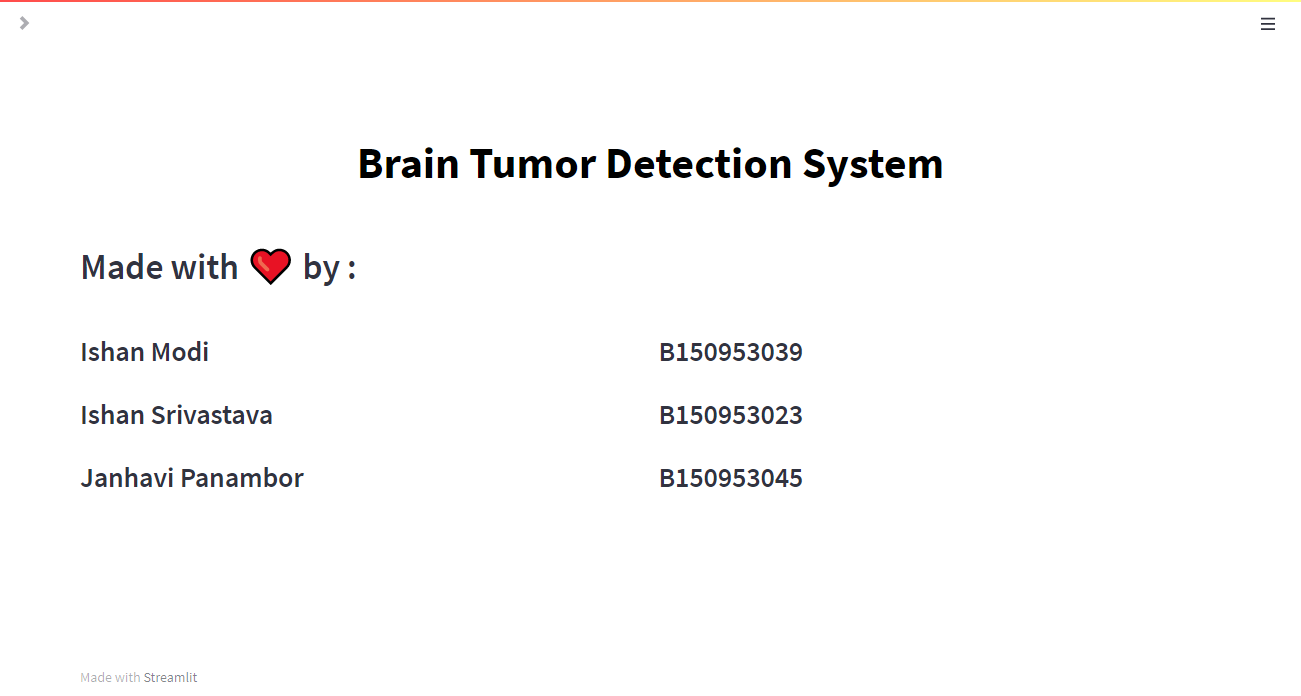 Brain Tumor Detection System
Made with ❤ by :
Ishan Modi B150953039
Ishan Srivastava B150953023
Janhavi Panambor B150953045
Made with Streamlit